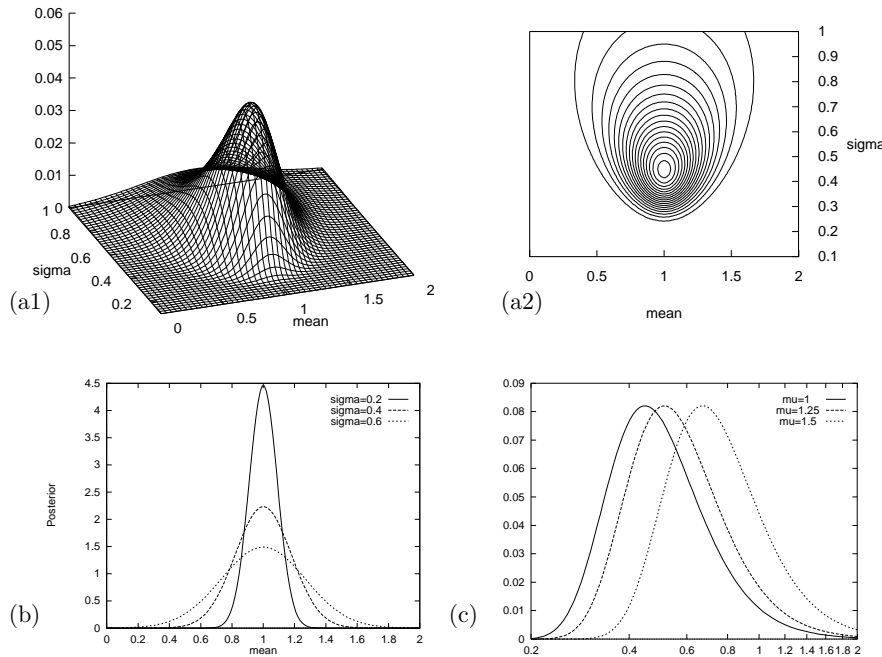 0.06
0.05
0.04
0.03
0.02
0.01
0
1
0.8
0.6
0.4
0.2
sigma
0
0.5
1
1.5
2
mean
(a1)
1
0.9
0.8
0.7
0.6
0.5
0.4
0.3
0.2
0.1
sigma
0
0.5
1
1.5
2
mean
(a2)
4.5
4
3.5
3
2.5
2
1.5
1
0.5
0
Posterior
sigma=0.2
sigma=0.4
sigma=0.6
0 0.2 0.4 0.6 0.8 1 1.2 1.4 1.6 1.8 2
mean
(b)
0.09
0.08
0.07
0.06
0.05
0.04
0.03
0.02
0.01
0
mu=1
mu=1.25
mu=1.5
0.2 0.4 0.6 0.8 1 1.2 1.4 1.6 1.8 2
(c)